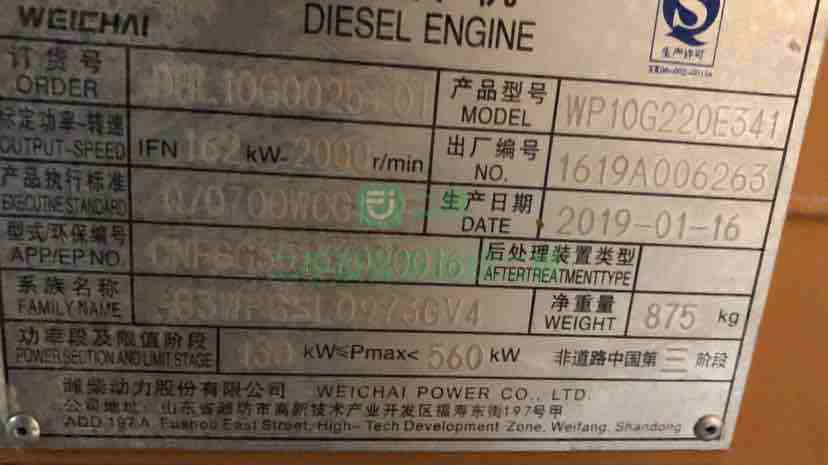 WEICHAI
DIESEL ENGINE
生产许可
订货号
ORDER
产品型号
MODEL
WP10G220E341
标定功率-转速
OUTPUT-SPEED
IFN 162 kW- 2000 r/min
出厂编号
NO.
1619A006263
产品执行标准
EXECUTNE STANDARD
生产日期
DATE
2019-01-16
型式/环保编号
APP/EP NO.
后处理装置类型
AFTERTREATMENTTYPE
系族名称
FAMILY NAME
净重量
WEIGHT
875 kg
功率段及限值阶段
POWER SECTION AND LIMIT STAGE
130 kW≤Pmax< 560 kW
非道路中国第 三 阶段
潍柴动力股份有限公司 WEICHAI POWER CO., LTD.
公司地址: 山东省潍坊市高新技术产业开发区福寿东街197号甲
ADD 197A, Fushou East Street, High- Tech Development Zone, Weifang, Shandong